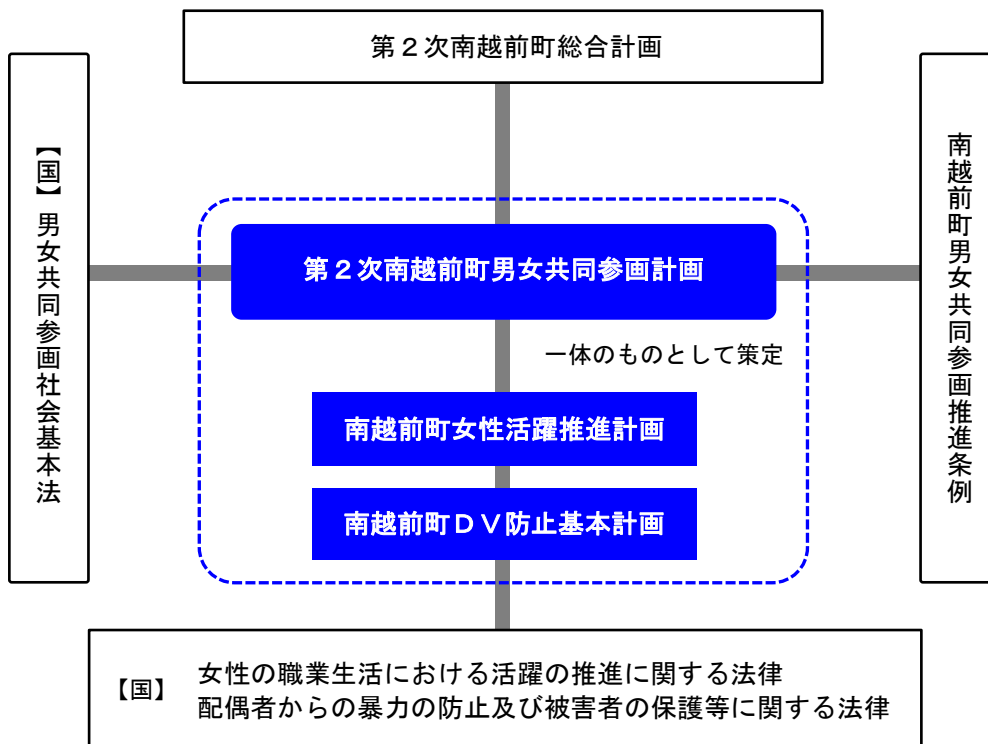 第２次南越前町総合計画
【国】男女共同参画社会基本法
南越前町男女共同参画推進条例
第２次南越前町男女共同参画計画
一体のものとして策定
南越前町女性活躍推進計画
南越前町ＤＶ防止基本計画
【国】
女性の職業生活における活躍の推進に関する法律
配偶者からの暴力の防止及び被害者の保護等に関する法律